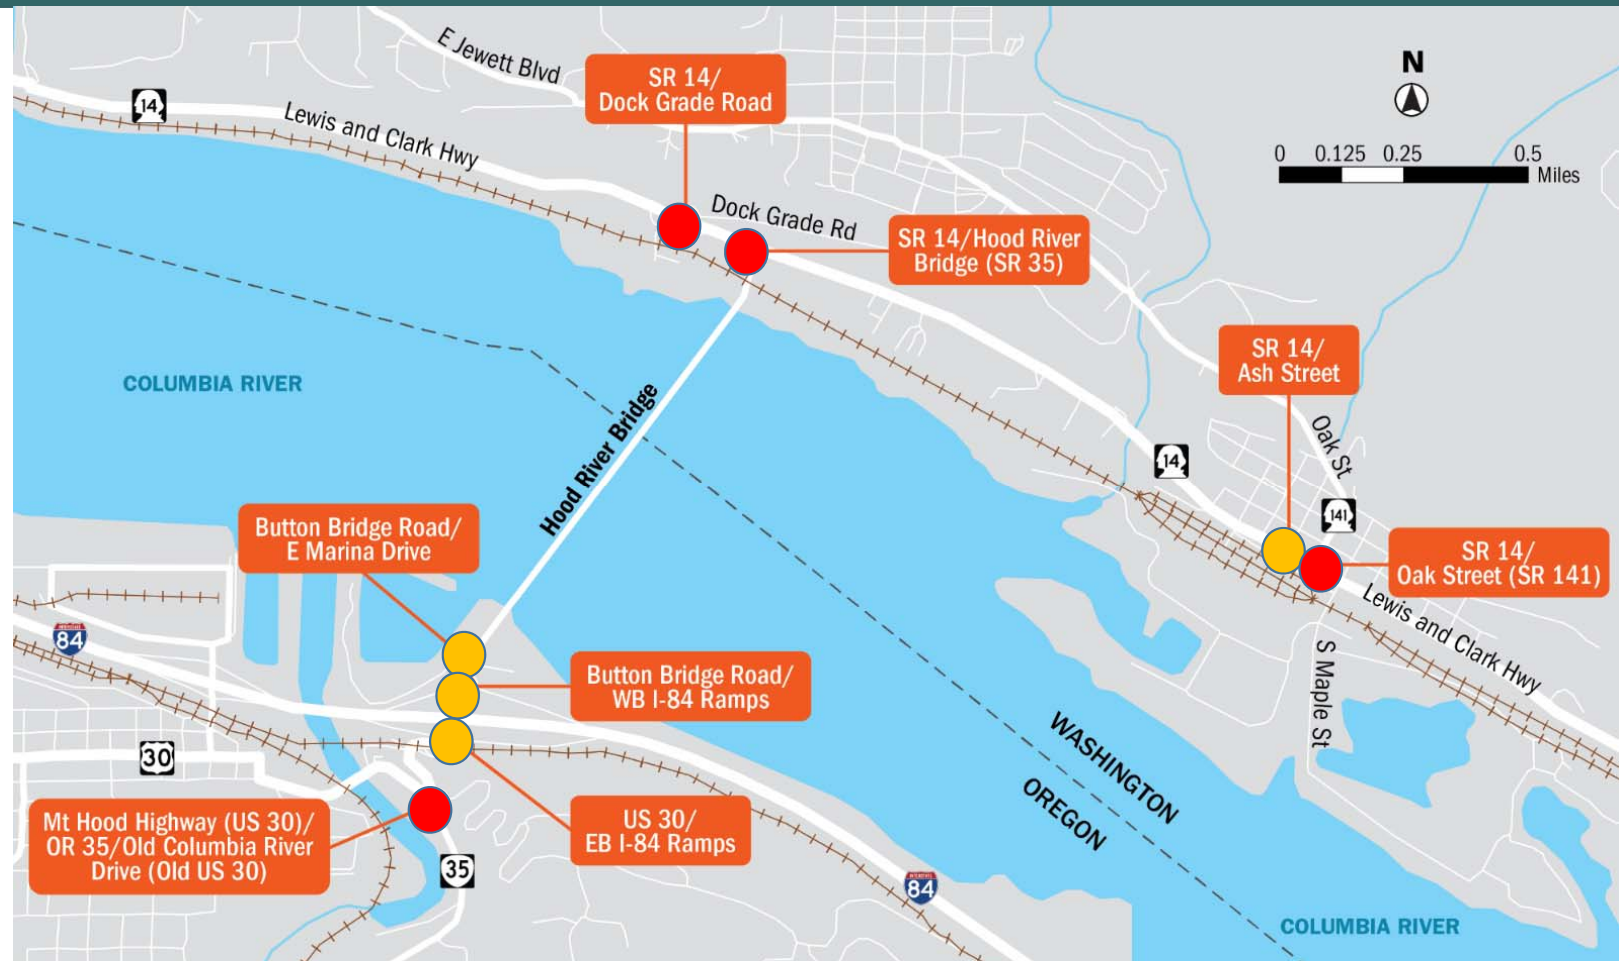 E Jewett Blvd
SR 14/
Dock Grade Road
N
14
Lewis and Clark Hwy
0 0.125 0.25 0.5
Miles
Dock Grade Rd
SR 14/Hood River
Bridge (SR 35)
COLUMBIA RIVER
Hood River Bridge
SR 14/
Ash Street
Oak St
14
141
SR 14/
Oak Street (SR 141)
Lewis and Clark Hwy
S Maple St
Button Bridge Road/
E Marina Drive
84
Button Bridge Road/
WB I-84 Ramps
WASHINGTON
OREGON
30
US 30/
EB I-84 Ramps
Mt Hood Highway (US 30)/
OR 35/Old Columbia River
Drive (Old US 30)
35
84
COLUMBIA RIVER